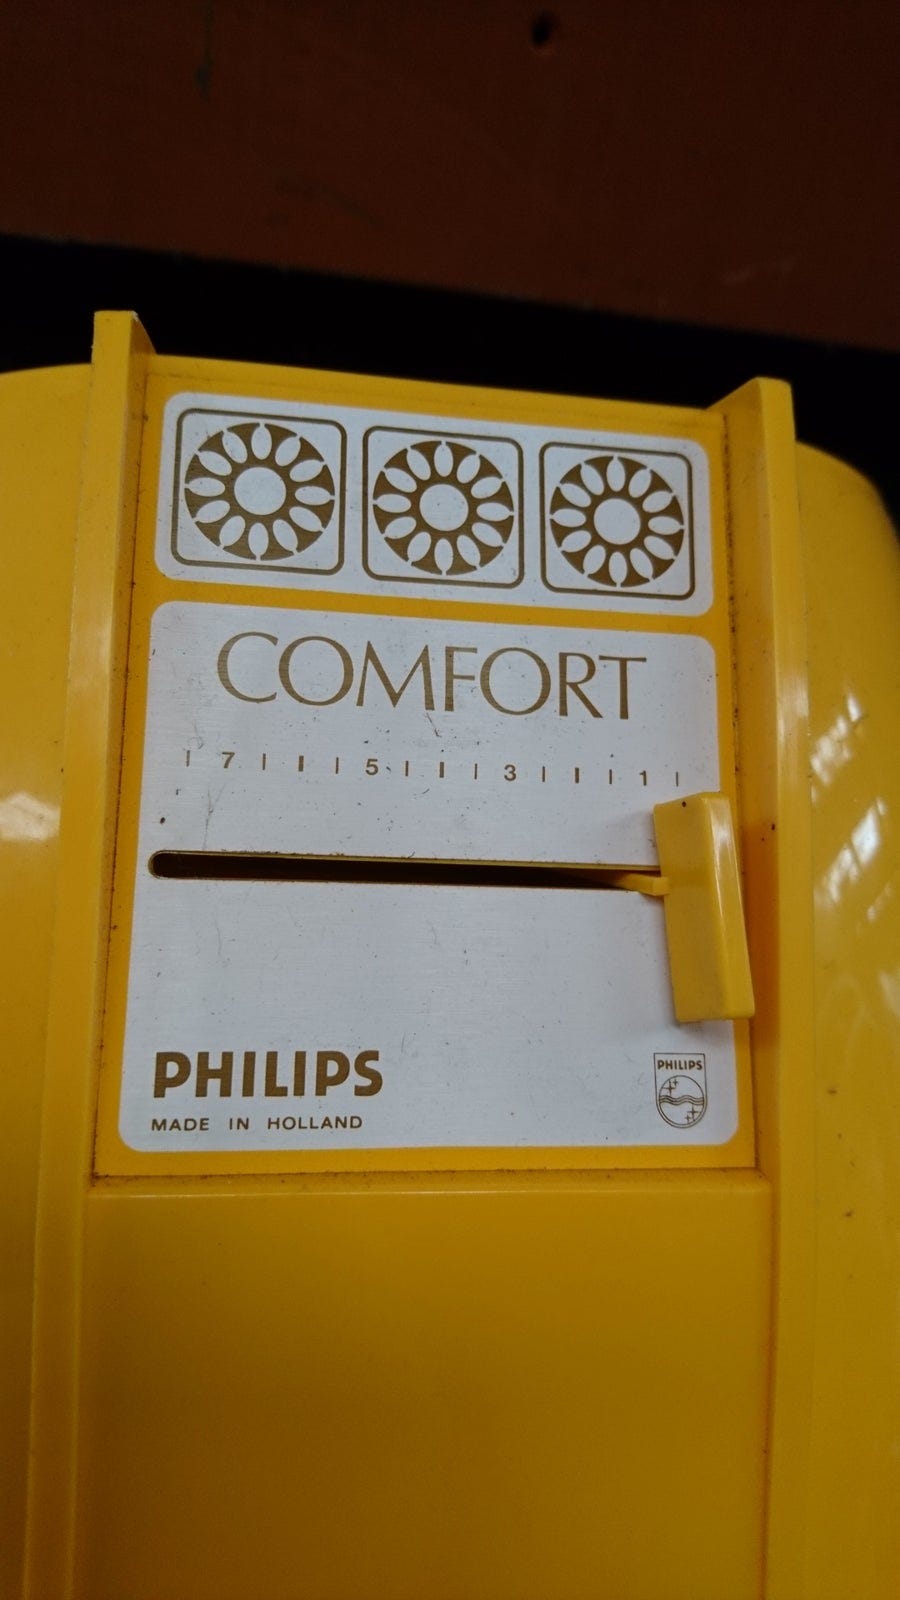 COMFORT
7 5 3 1
PHILIPS
MADE IN HOLLAND
PHILIPS